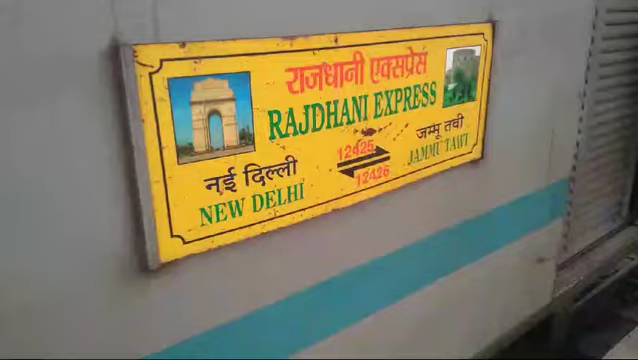 राजधानी एक्सप्रेस
RAJDHANI EXPRESS
नई दिल्ली
NEW DELHI
12425
12426
जम्मू तवी
JAMMU TAWI